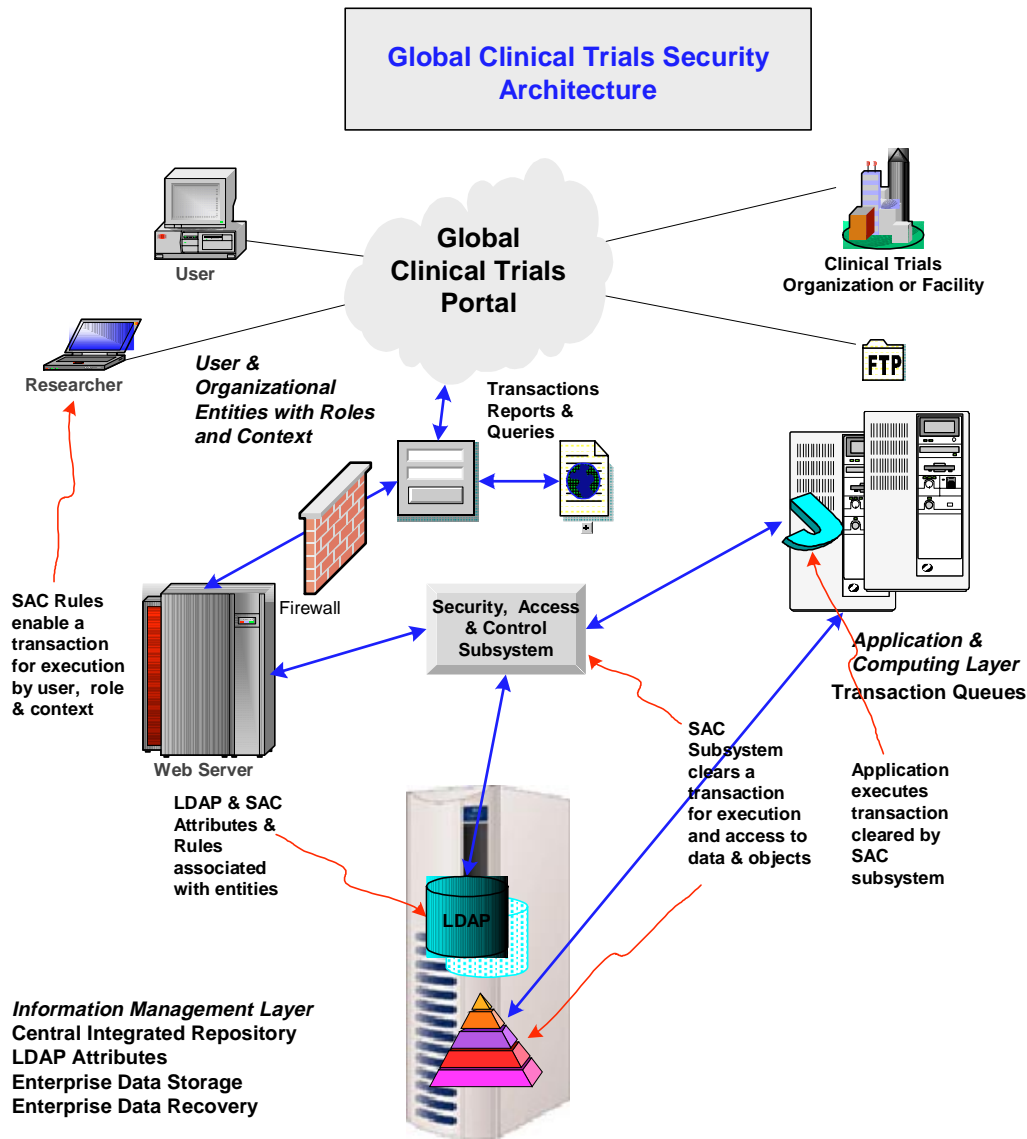 Global Clinical Trials Security
Architecture
User
Global
Clinical Trials
Portal
Clinical Trials
Organization or Facility
Researcher
FTP
User &
Organizational
Entities with Roles
and Context
Transactions
Reports &
Queries
Firewall
SAC Rules
enable a
transaction
for execution
by user, role
& context
Web Server
Security, Access
& Control
Subsystem
Application &
Computing Layer
Transaction Queues
LDAP & SAC
Attributes &
Rules
associated
with entities
SAC
Subsystem
clears a
transaction
for execution
and access to
data & objects
Application
executes
transaction
cleared by
SAC
subsystem
LDAP
Information Management Layer
Central Integrated Repository
LDAP Attributes
Enterprise Data Storage
Enterprise Data Recovery